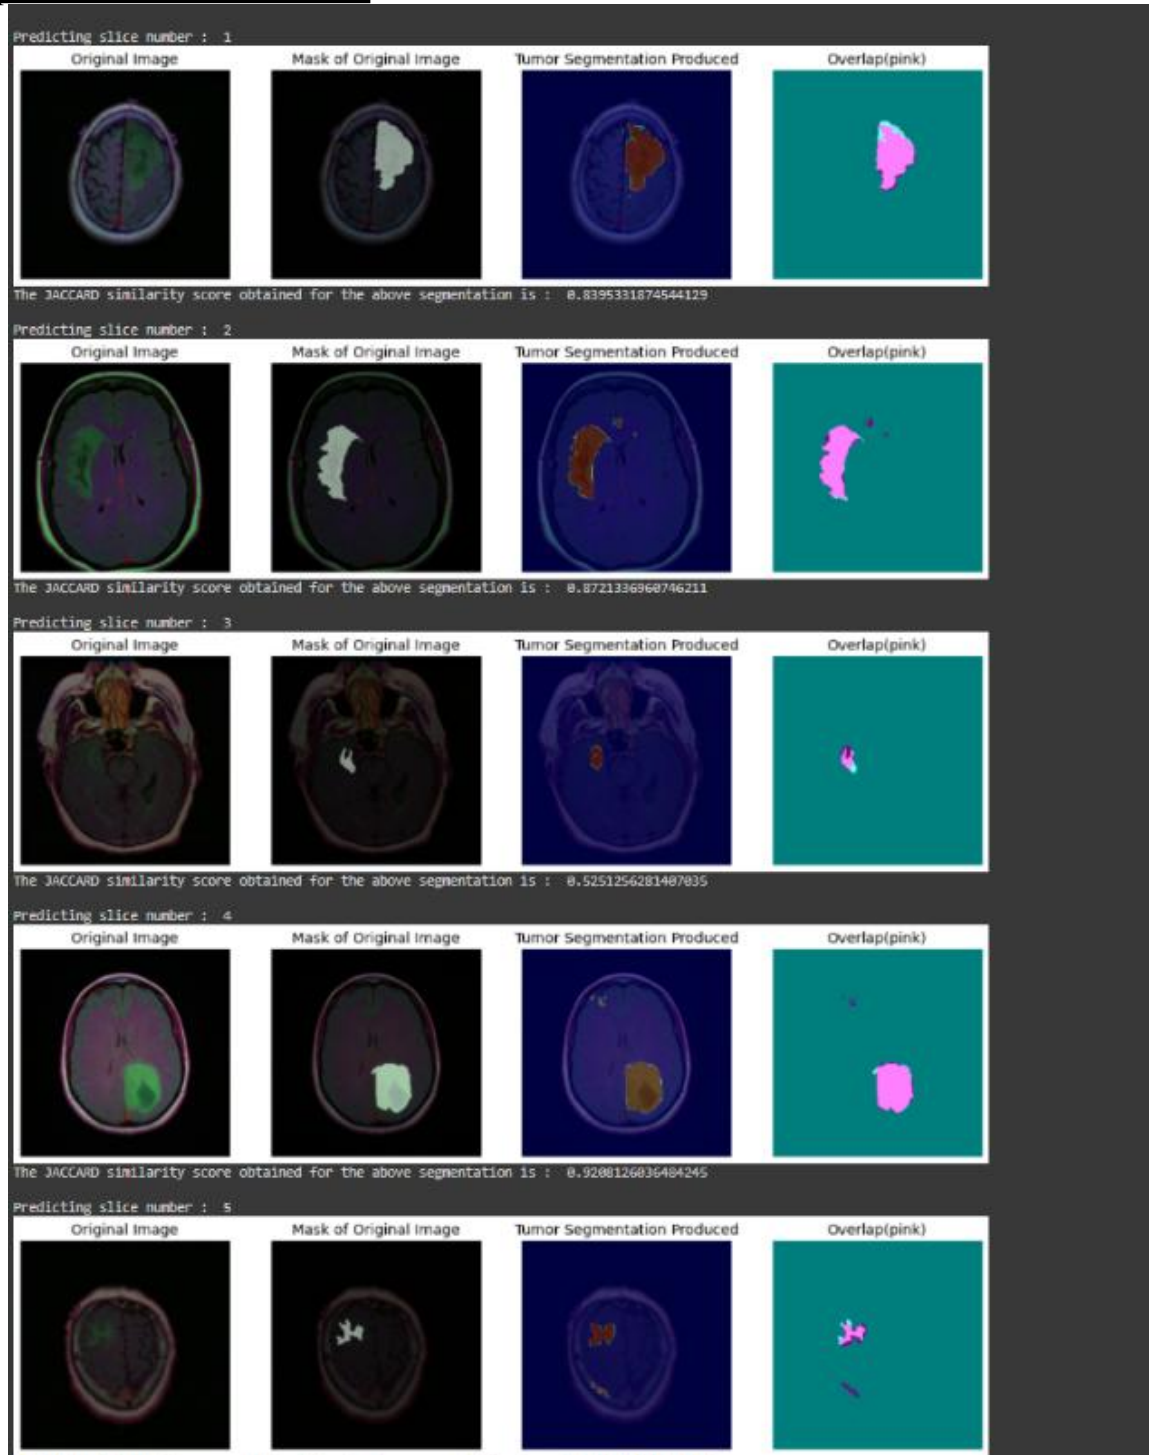 Predicting slice number : 1
Original Image Mask of Original Image Tumor Segmentation Produced Overlap(pink)
The JACCARD similarity score obtained for the above segmentation is : 0.8395331874544129
Predicting slice number : 2
Original Image Mask of Original Image Tumor Segmentation Produced Overlap(pink)
The JACCARD similarity score obtained for the above segmentation is : 0.8721336960746211
Predicting slice number : 3
Original Image Mask of Original Image Tumor Segmentation Produced Overlap(pink)
The JACCARD similarity score obtained for the above segmentation is : 0.5251256281407035
Predicting slice number : 4
Original Image Mask of Original Image Tumor Segmentation Produced Overlap(pink)
The JACCARD similarity score obtained for the above segmentation is : 0.9208126036484245
Predicting slice number : 5
Original Image Mask of Original Image Tumor Segmentation Produced Overlap(pink)